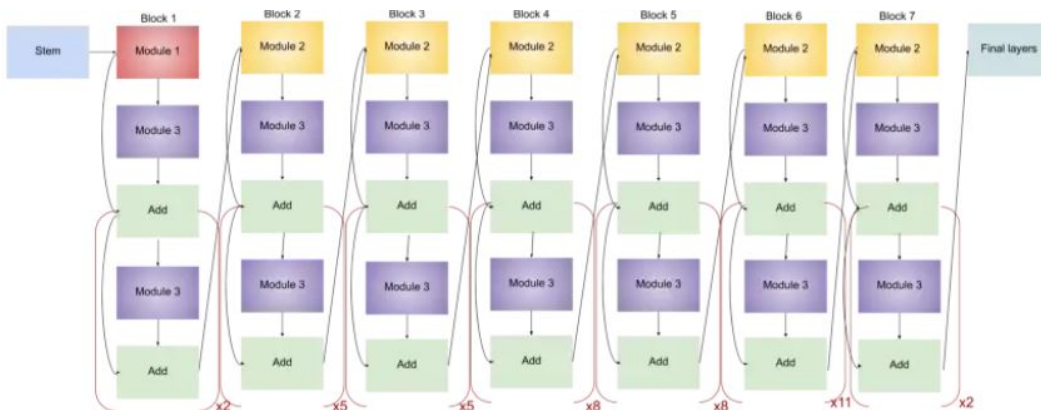 Block 1 Block 2 Block 3 Block 4 Block 5 Block 6 Block 7
Stem Module 1 Module 2 Module 2 Module 2 Module 2 Module 2 Module 2 Final layers
Module 3 Module 3 Module 3 Module 3 Module 3 Module 3 Module 3
Add Add Add Add Add Add Add
Module 3 Module 3 Module 3 Module 3 Module 3 Module 3 Module 3
Add Add Add Add Add Add Add
x2 x5 x5 x8 x8 x11 x2